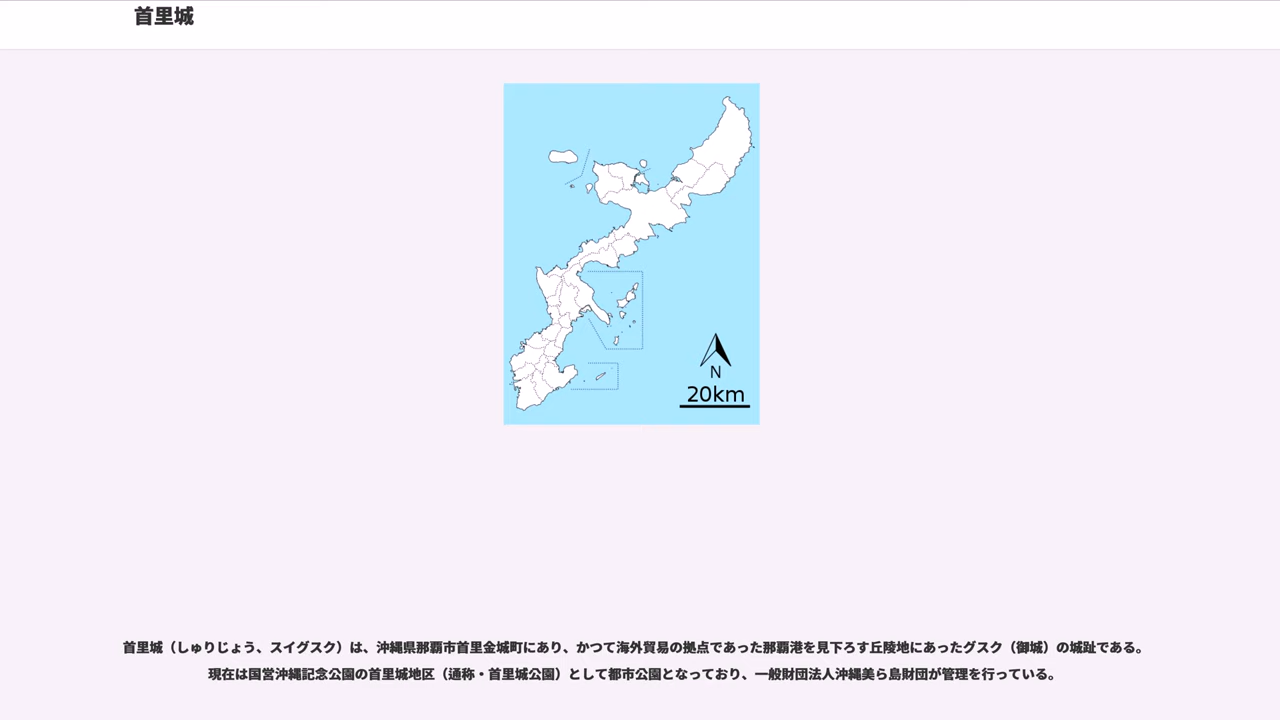 首里城
N
20km
首里城（しゅりじょう、スイグスク）は、沖縄県那覇市首里金城町にあり、かつて海外貿易の拠点であった那覇港を見下ろす丘陵地にあったグスク（御城）の城趾である。
現在は国営沖縄記念公園の首里城地区（通称・首里城公園）として都市公園となっており、一般財団法人沖縄美ら島財団が管理を行っている。